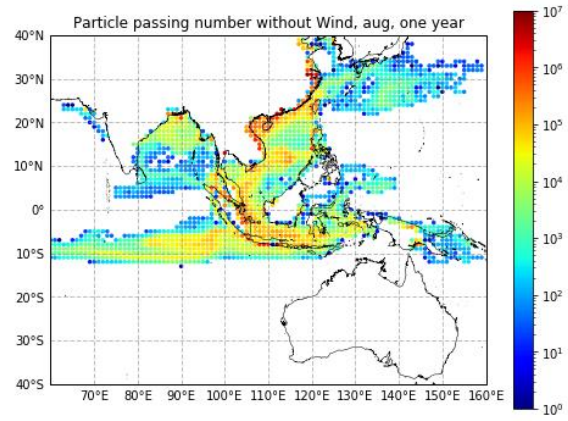 Particle passing number without Wind, aug, one year
40°N
30°N
20°N
10°N
0°
10°S
20°S
30°S
40°S
70°E 80°E 90°E 100°E 110°E 120°E 130°E 140°E 150°E 160°E
10⁷
10⁶
10⁵
10⁴
10³
10²
10¹
10⁰